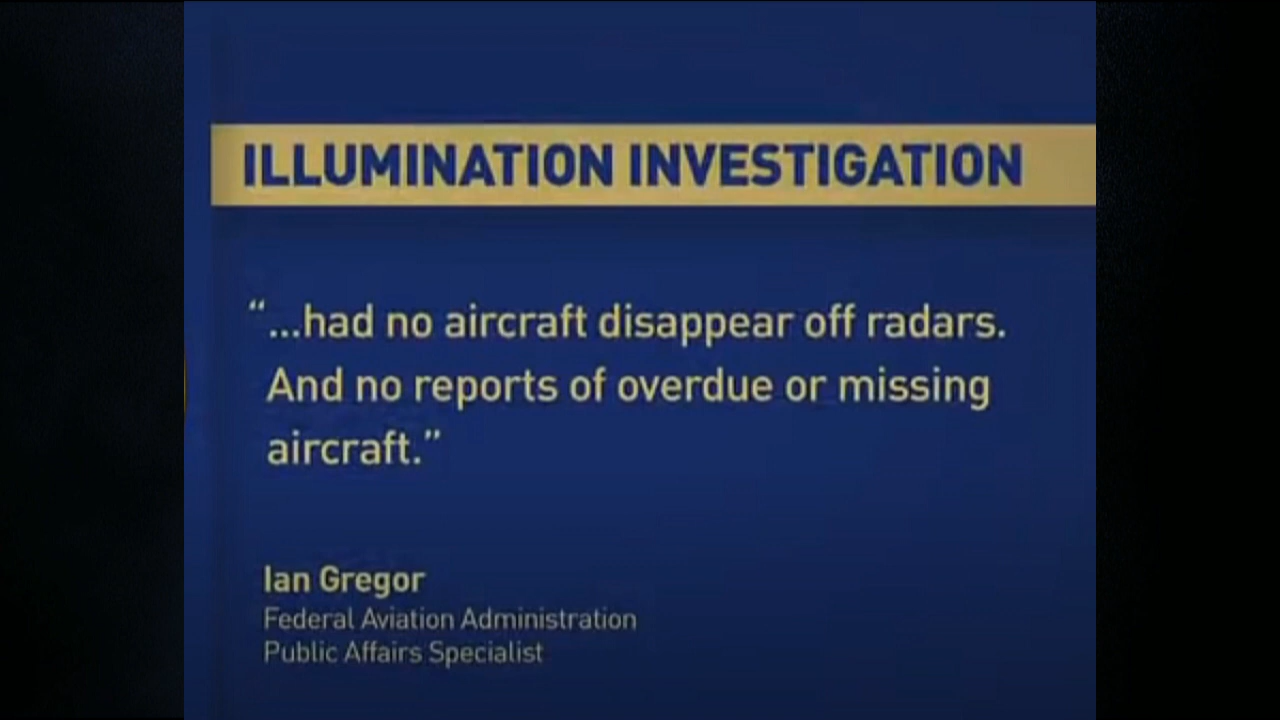 ILLUMINATION INVESTIGATION
“...had no aircraft disappear off radars.
And no reports of overdue or missing
aircraft.”
Ian Gregor
Federal Aviation Administration
Public Affairs Specialist